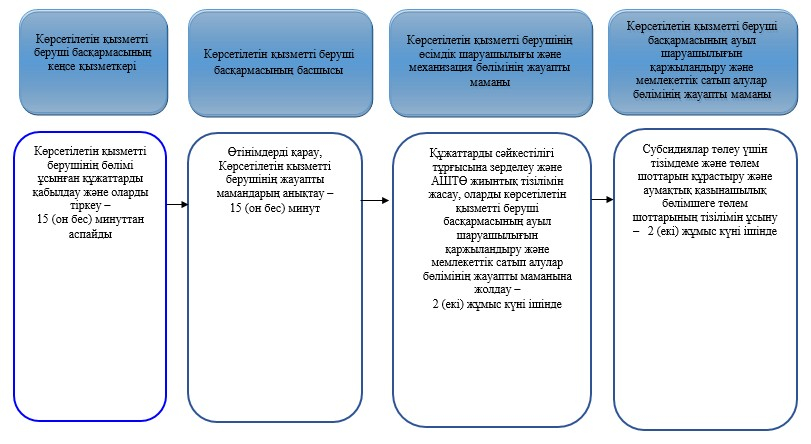 Көрсетілетін қызметті
беруші басқармасының
кеңсе қызметкері
Көрсетілетін қызметті беруші
басқармасының басшысы
Көрсетілетін қызметті берушінің
өсімдік шаруашылығы және
механизация бөлімінің жауапты
маманы
Көрсетілетін қызметті беруші
басқармасының ауыл
шаруашылығын
қаржыландыру және
мемлекеттік сатып алулар
бөлімінің жауапты маманы
Көрсетілетін қызметті
берушінің бөлімі
ұсынған құжаттарды
қабылдау және оларды
тіркеу –
15 (он бес) минуттан
аспайды
Өтінімдерді қарау,
Көрсетілетін қызметті
берушінің жауапты
мамандарын анықтау –
15 (он бес) минут
Құжаттарды сәйкестілігі
тұрғысына зерделеу және
АШТӨ жиынтық тізілімін
жасау, оларды көрсетілетін
қызметті беруші
басқармасының ауыл
шаруашылығын
қаржыландыру және
мемлекеттік сатып алулар
бөлімінің жауапты маманына
жолдау –
2 (екі) жұмыс күні ішінде
Субсидиялар төлеу үшін
тізімдеме және төлем
шоттарын құрастыру және
аумақтық қазынашылық
бөлімшеге төлем
шоттарының тізілімін ұсыну
– 2 (екі) жұмыс күні ішінде